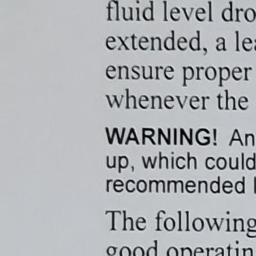 fluid level dro
extended, a lea
ensure proper
whenever the
WARNING! An
up, which could
recommended l
The following
good operatin